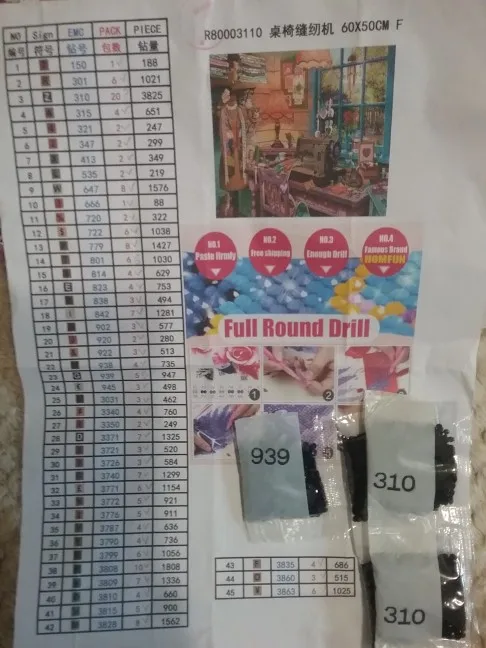 R80003110 桌椅缝纫机 60X50CM F
NO Sign EMC PACK PIECE
编号 符号 钻号 包数 钻量
1 150 1 188
2 301 6 1021
3 Z 310 20 3825
4 315 4 651
5 321 2 247
6 347 2 299
7 413 2 349
8 535 2 219
9 W 647 8 1576
10 666 1 88
11 720 2 322
12 722 6 1038
13 779 8 1427
14 801 6 1030
15 814 4 629
16 E 823 4 753
17 838 3 494
18 842 7 1281
19 902 3 577
20 920 2 280
21 922 3 513
22 938 4 735
23 939 5 947
24 945 3 498
25 3031 3 462
26 3340 4 760
27 3350 2 249
28 D 3371 7 1325
29 3721 3 520
30 3726 3 584
31 3740 7 1299
32 3771 6 1154
33 3772 5 921
34 3776 5 911
35 3787 4 636
36 3790 4 736
37 3799 6 1056
38 3808 10 1808
39 3809 7 1336
40 3810 4 660
41 3815 5 900
42 3828 8 1562
NO.1 NO.2 NO.3 NO.4
Paste firmly Free shipping Enough Drill Famous Brand
HOMFUN
Full Round Drill
1 2
939
310
310
43 F 3835 4 686
44 3860 3 515
45 3863 6 1025